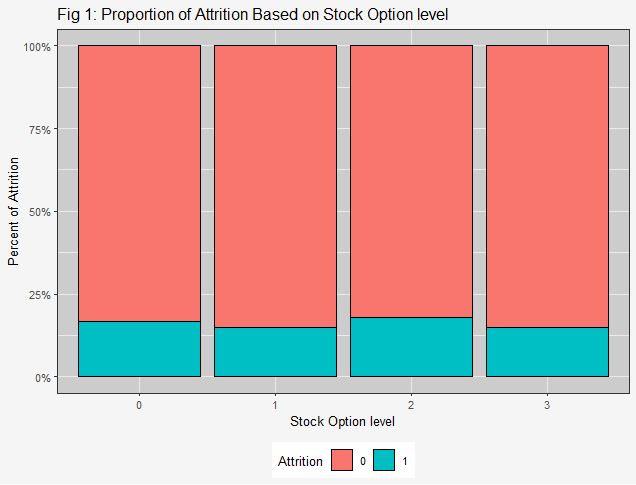 Fig 1: Proportion of Attrition Based on Stock Option level
Percent of Attrition
100%
75%
50%
25%
0%
0 1 2 3
Stock Option level
Attrition 0 1